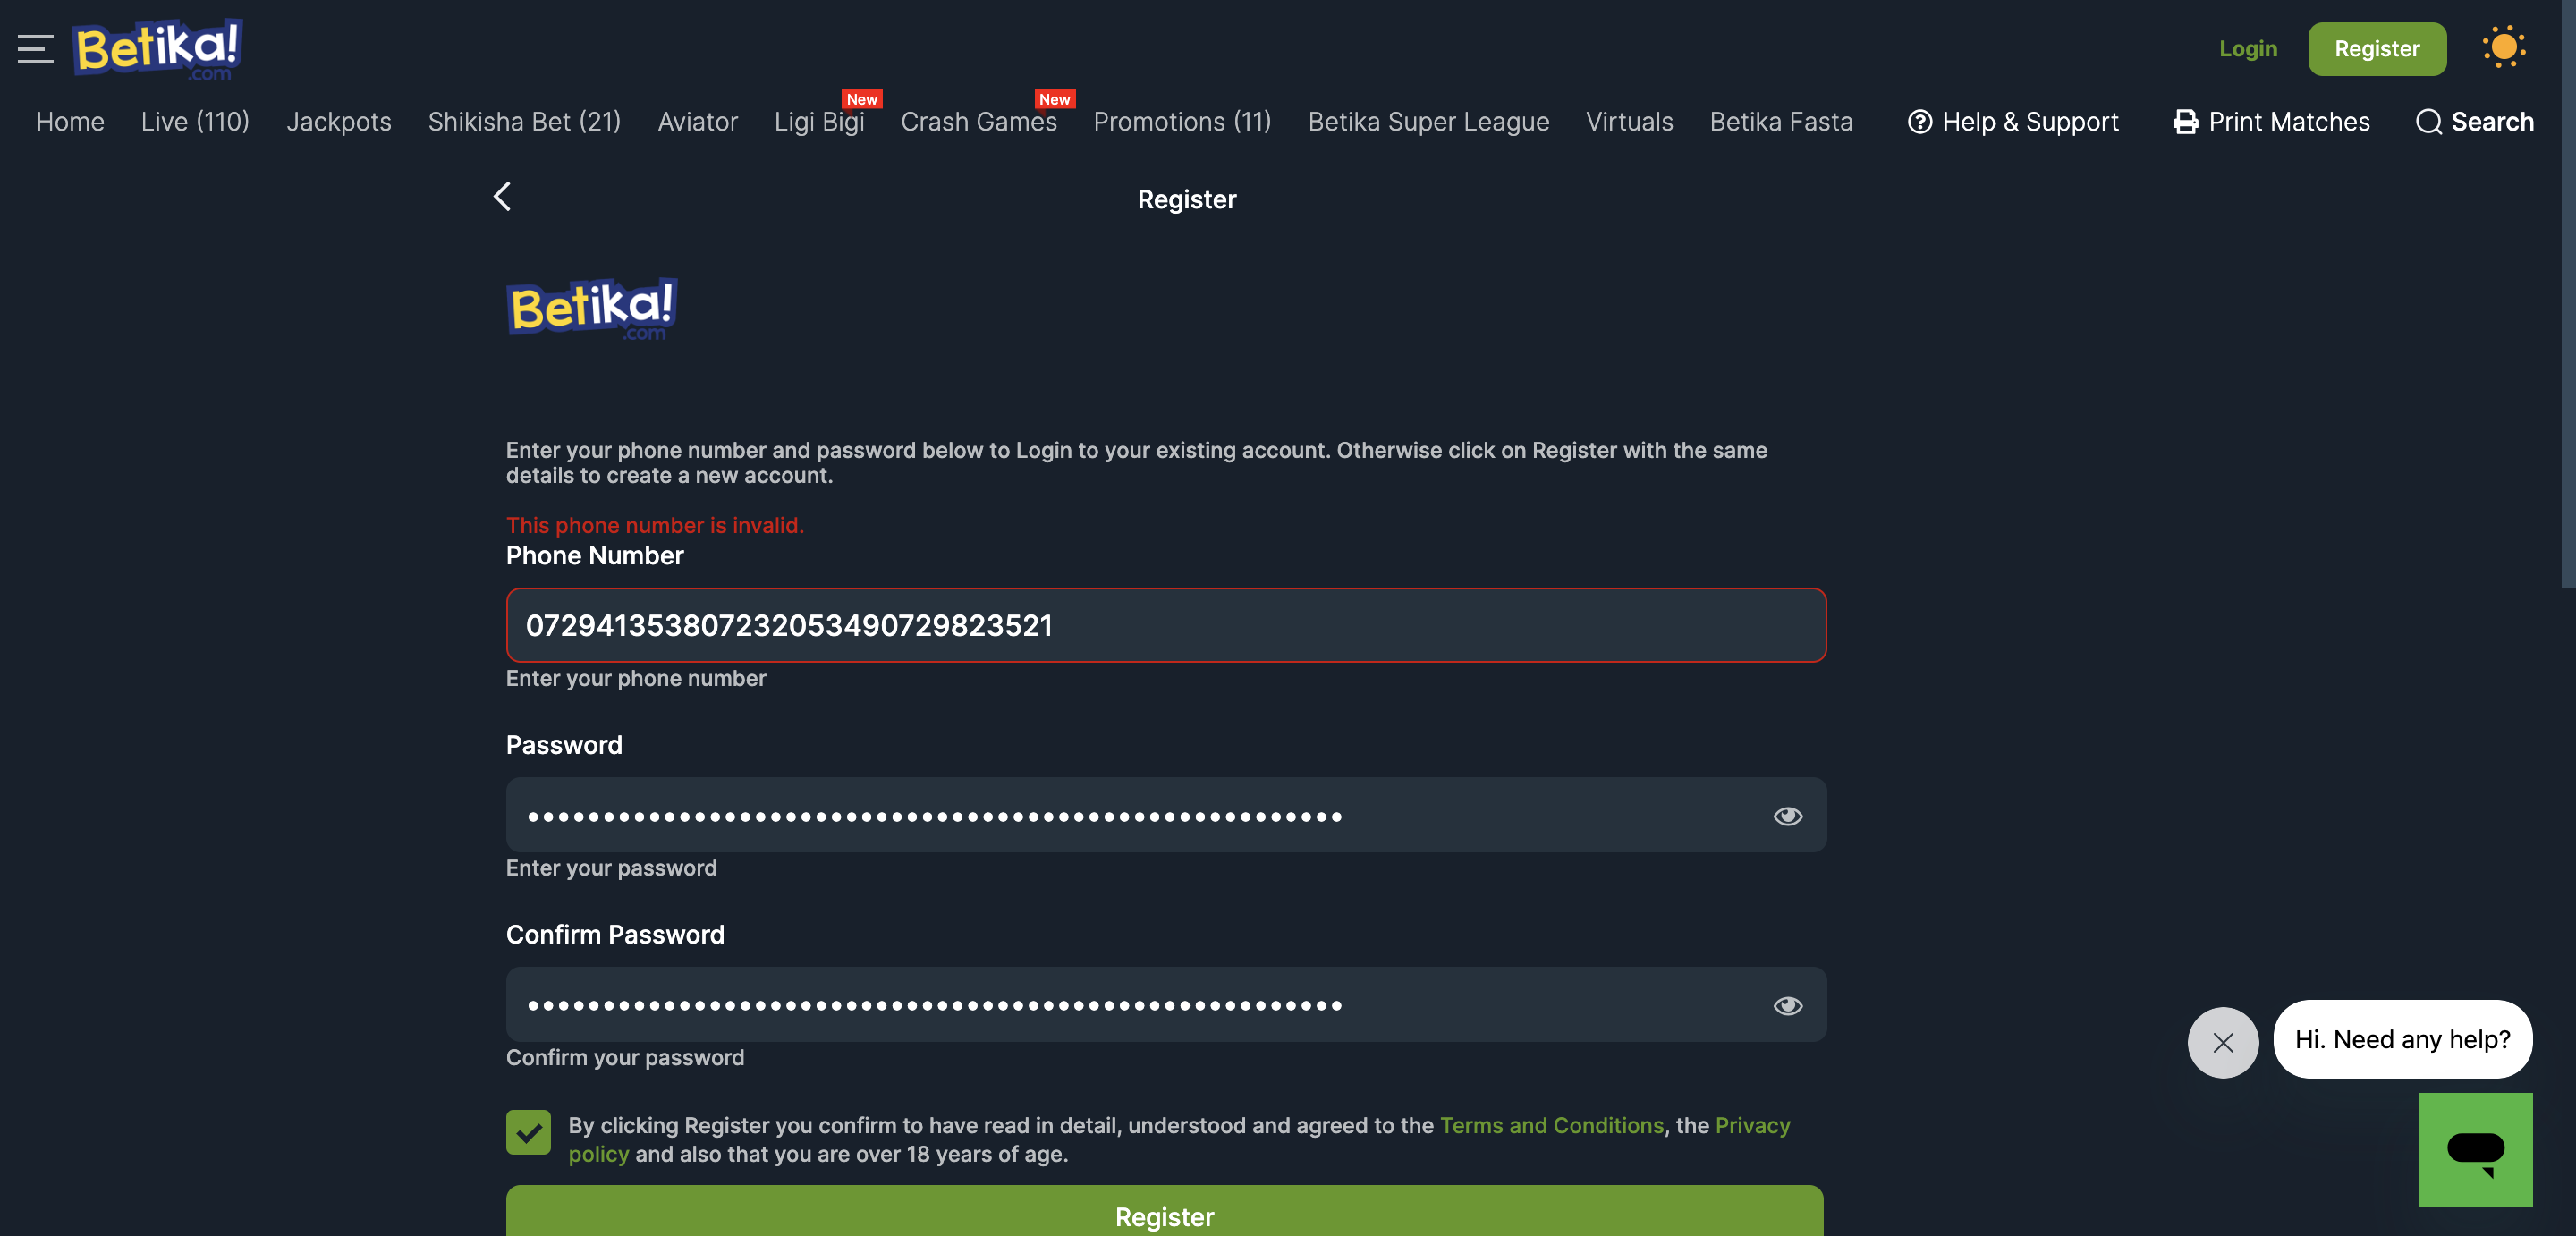 Betika!
.com
Login
Register
Home
Live (110)
Jackpots
Shikisha Bet (21)
Aviator
Ligi Bigi
New
Crash Games
New
Promotions (11)
Betika Super League
Virtuals
Betika Fasta
Help & Support
Print Matches
Search
Register
Betika!
.com
Enter your phone number and password below to Login to your existing account. Otherwise click on Register with the same
details to create a new account.
This phone number is invalid.
Phone Number
072941353807232053490729823521
Enter your phone number
Password
Enter your password
Confirm Password
Confirm your password
By clicking Register you confirm to have read in detail, understood and agreed to the Terms and Conditions, the Privacy
policy and also that you are over 18 years of age.
Register
Hi. Need any help?